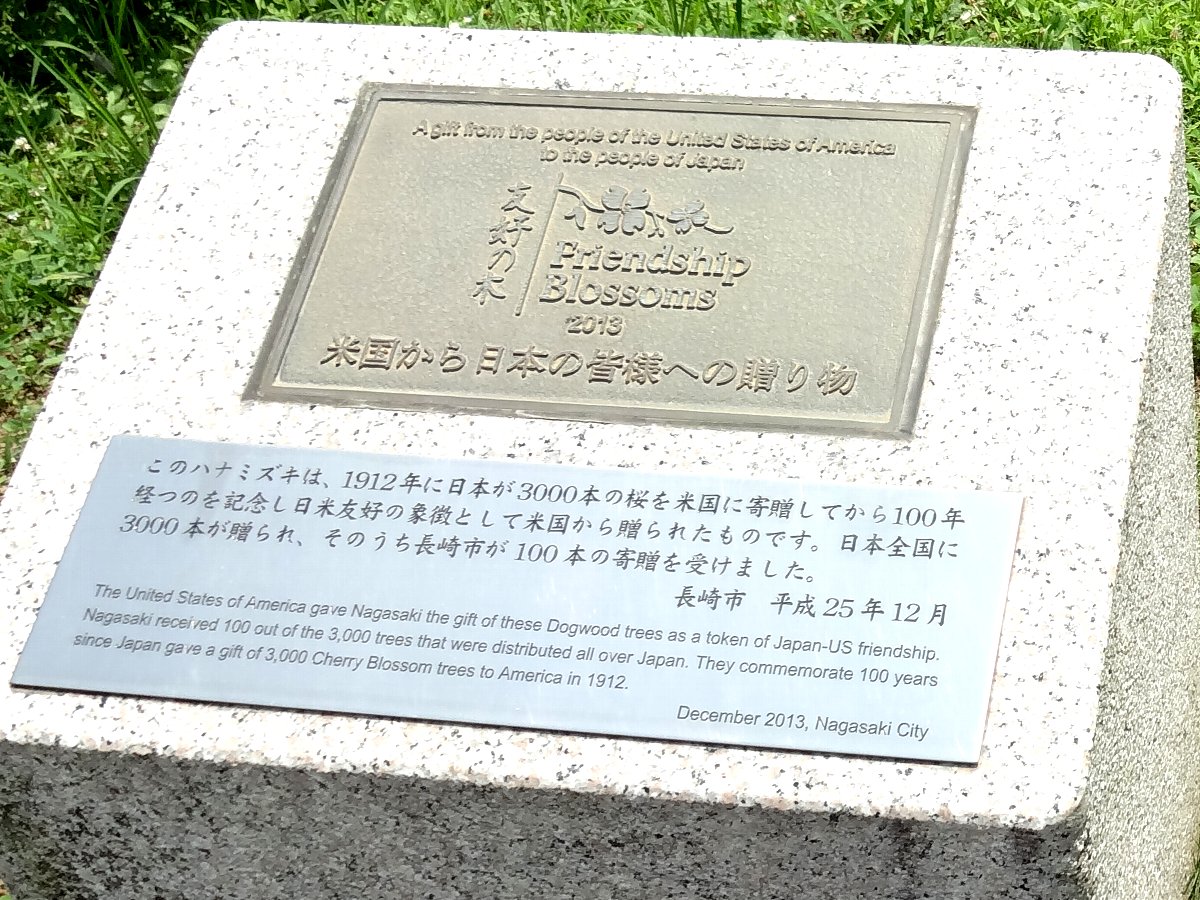 A gift from the people of the United States of America
to the people of Japan
友好の木
Friendship
Blossoms
2013
米国から日本の皆様への贈り物
このハナミズキは、1912年に日本が3000本の桜を米国に寄贈してから100年
経つのを記念し日米友好の象徴として米国から贈られたものです。日本全国に
3000本が贈られ、そのうち長崎市が100本の寄贈を受けました。
長崎市 平成25年12月
The United States of America gave Nagasaki the gift of these Dogwood trees as a token of Japan-US friendship.
Nagasaki received 100 out of the 3,000 trees that were distributed all over Japan. They commemorate 100 years
since Japan gave a gift of 3,000 Cherry Blossom trees to America in 1912.
December 2013, Nagasaki City